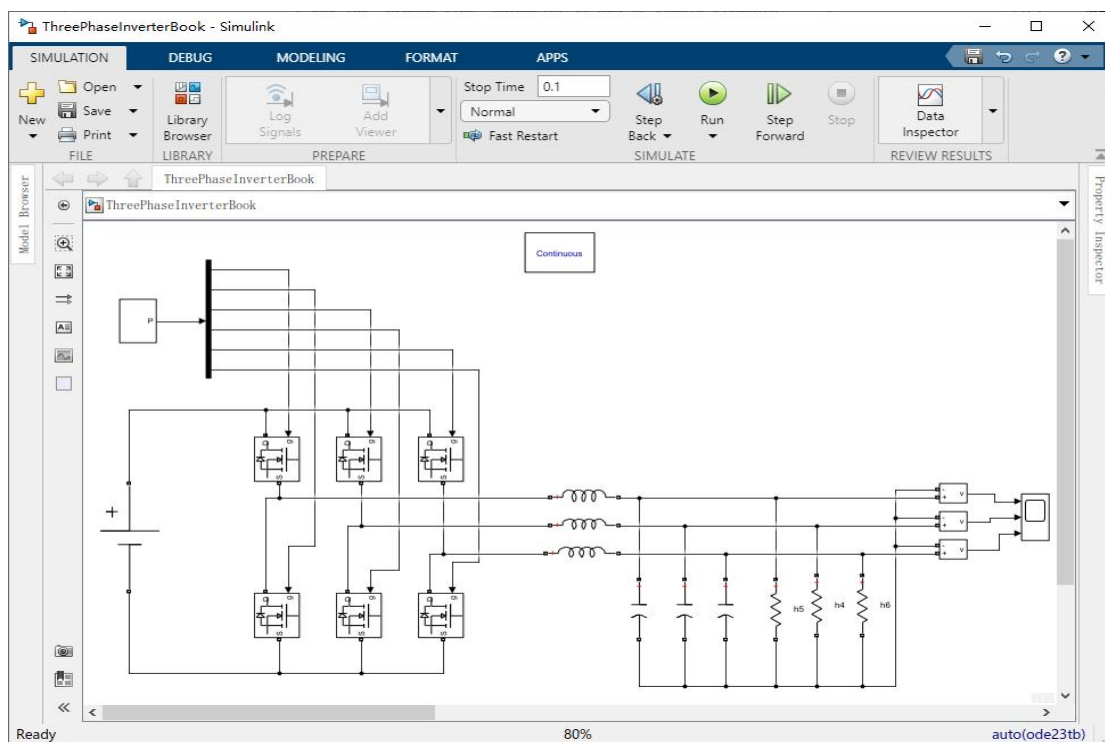 ThreePhaseInverterBook - Simulink
SIMULATION DEBUG MODELING FORMAT APPS
New
Open
Save
Print
FILE
Library
Browser
LIBRARY
Log
Signals
Add
Viewer
PREPARE
Stop Time 0.1
Normal
Fast Restart
Step
Back
Run
Step
Forward
Stop
SIMULATE
Data
Inspector
REVIEW RESULTS
Model Browser
ThreePhaseInverterBook
ThreePhaseInverterBook
Property Inspector
Continuous
P
g
g
g
S
S
S
+
- v
+
- v
+
- v
+
g
g
g
S
S
S
h5
h4
h6
Ready
80%
auto(ode23tb)